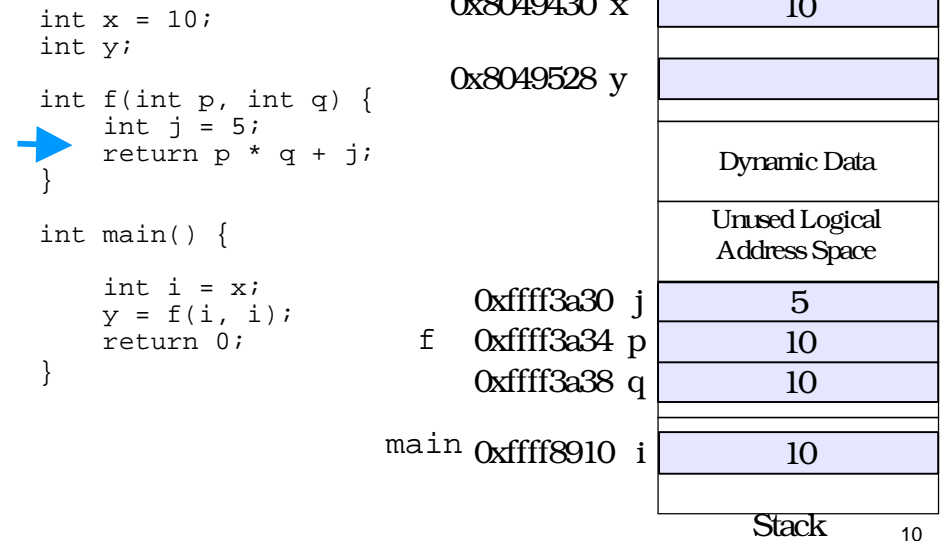 int x = 10;
int y;
int f(int p, int q) {
int j = 5;
return p * q + j;
}
int main() {
int i = x;
y = f(i, i);
return 0;
}
0x8049430 x 10
0x8049528 y
Dynamic Data
Unused Logical
Address Space
0xffff3a30 j 5
f 0xffff3a34 p 10
0xffff3a38 q 10
main 0xffff8910 i 10
Stack
10